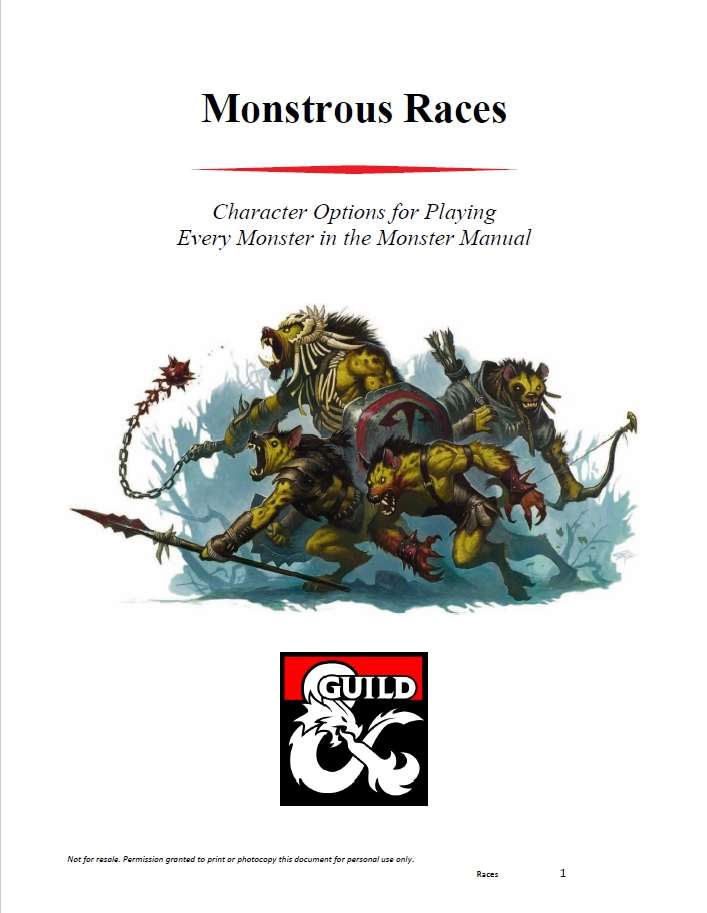 Monstrous Races
Character Options for Playing
Every Monster in the Monster Manual
GUILD
Not for resale. Permission granted to print or photocopy this document for personal use only.
Races 1